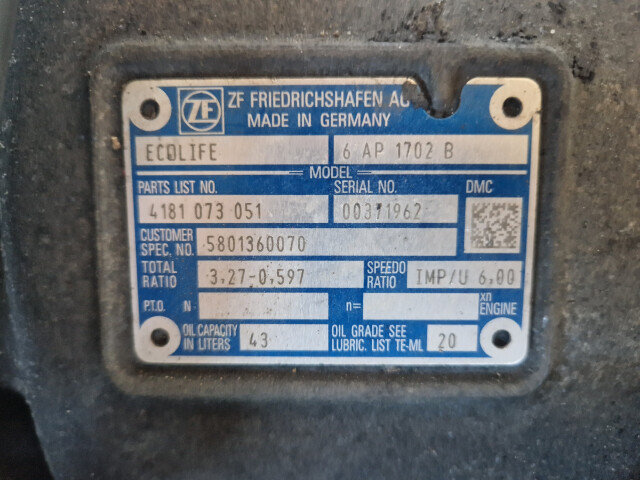 ZF ZF FRIEDRICHSHAFEN AG
MADE IN GERMANY
ECOLIFE 6 AP 1702 B
MODEL
PARTS LIST NO. SERIAL NO. DMC
4181 073 051 00371962
CUSTOMER SPEC. NO. 5801360070
TOTAL RATIO 3,27-0,597 SPEEDO RATIO IMP/U 6,00
P.T.O. N n= xn ENGINE
OIL CAPACITY IN LITERS 43 OIL GRADE SEE LUBRIC. LIST TE-ML 20